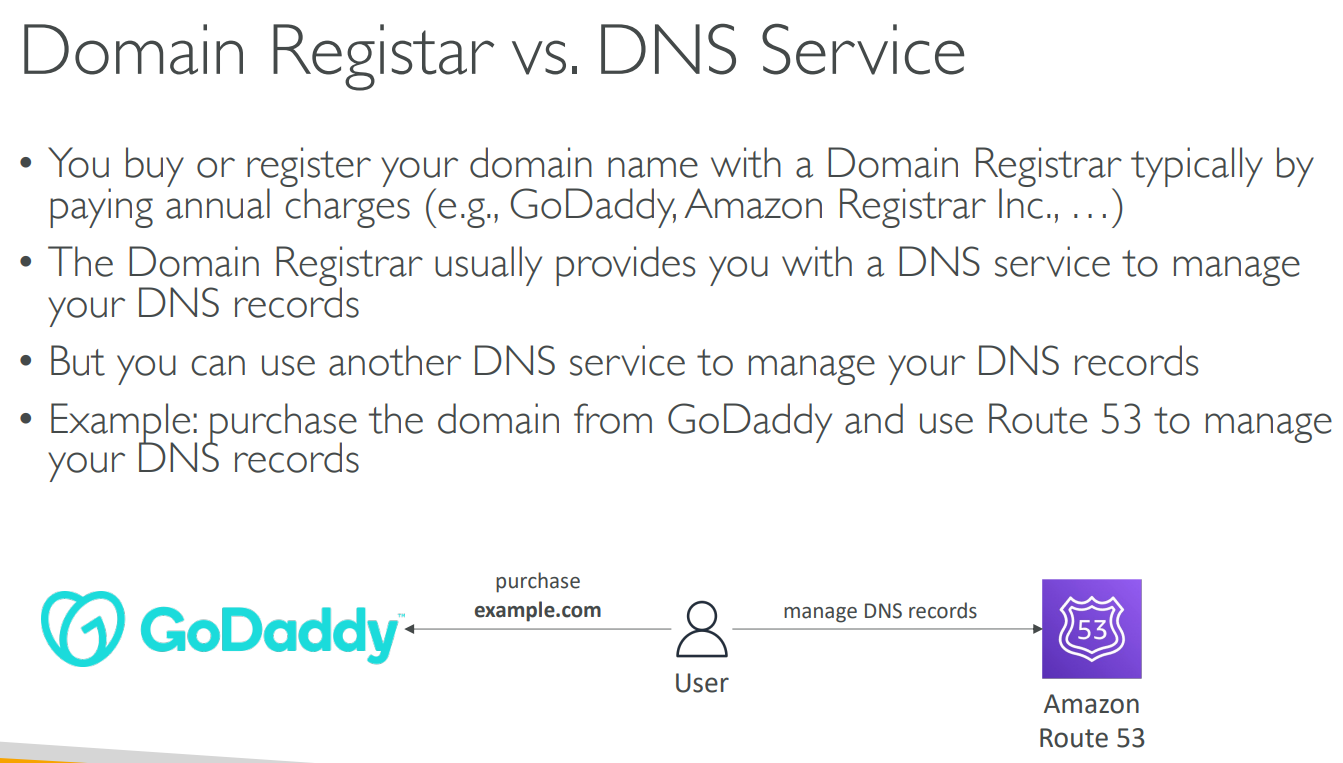 Domain Registar vs. DNS Service
• You buy or register your domain name with a Domain Registrar typically by
paying annual charges (e.g., GoDaddy, Amazon Registrar Inc., …)
• The Domain Registrar usually provides you with a DNS service to manage
your DNS records
• But you can use another DNS service to manage your DNS records
• Example: purchase the domain from GoDaddy and use Route 53 to manage
your DNS records
GoDaddy™
purchase
example.com
User
manage DNS records
53
Amazon
Route 53